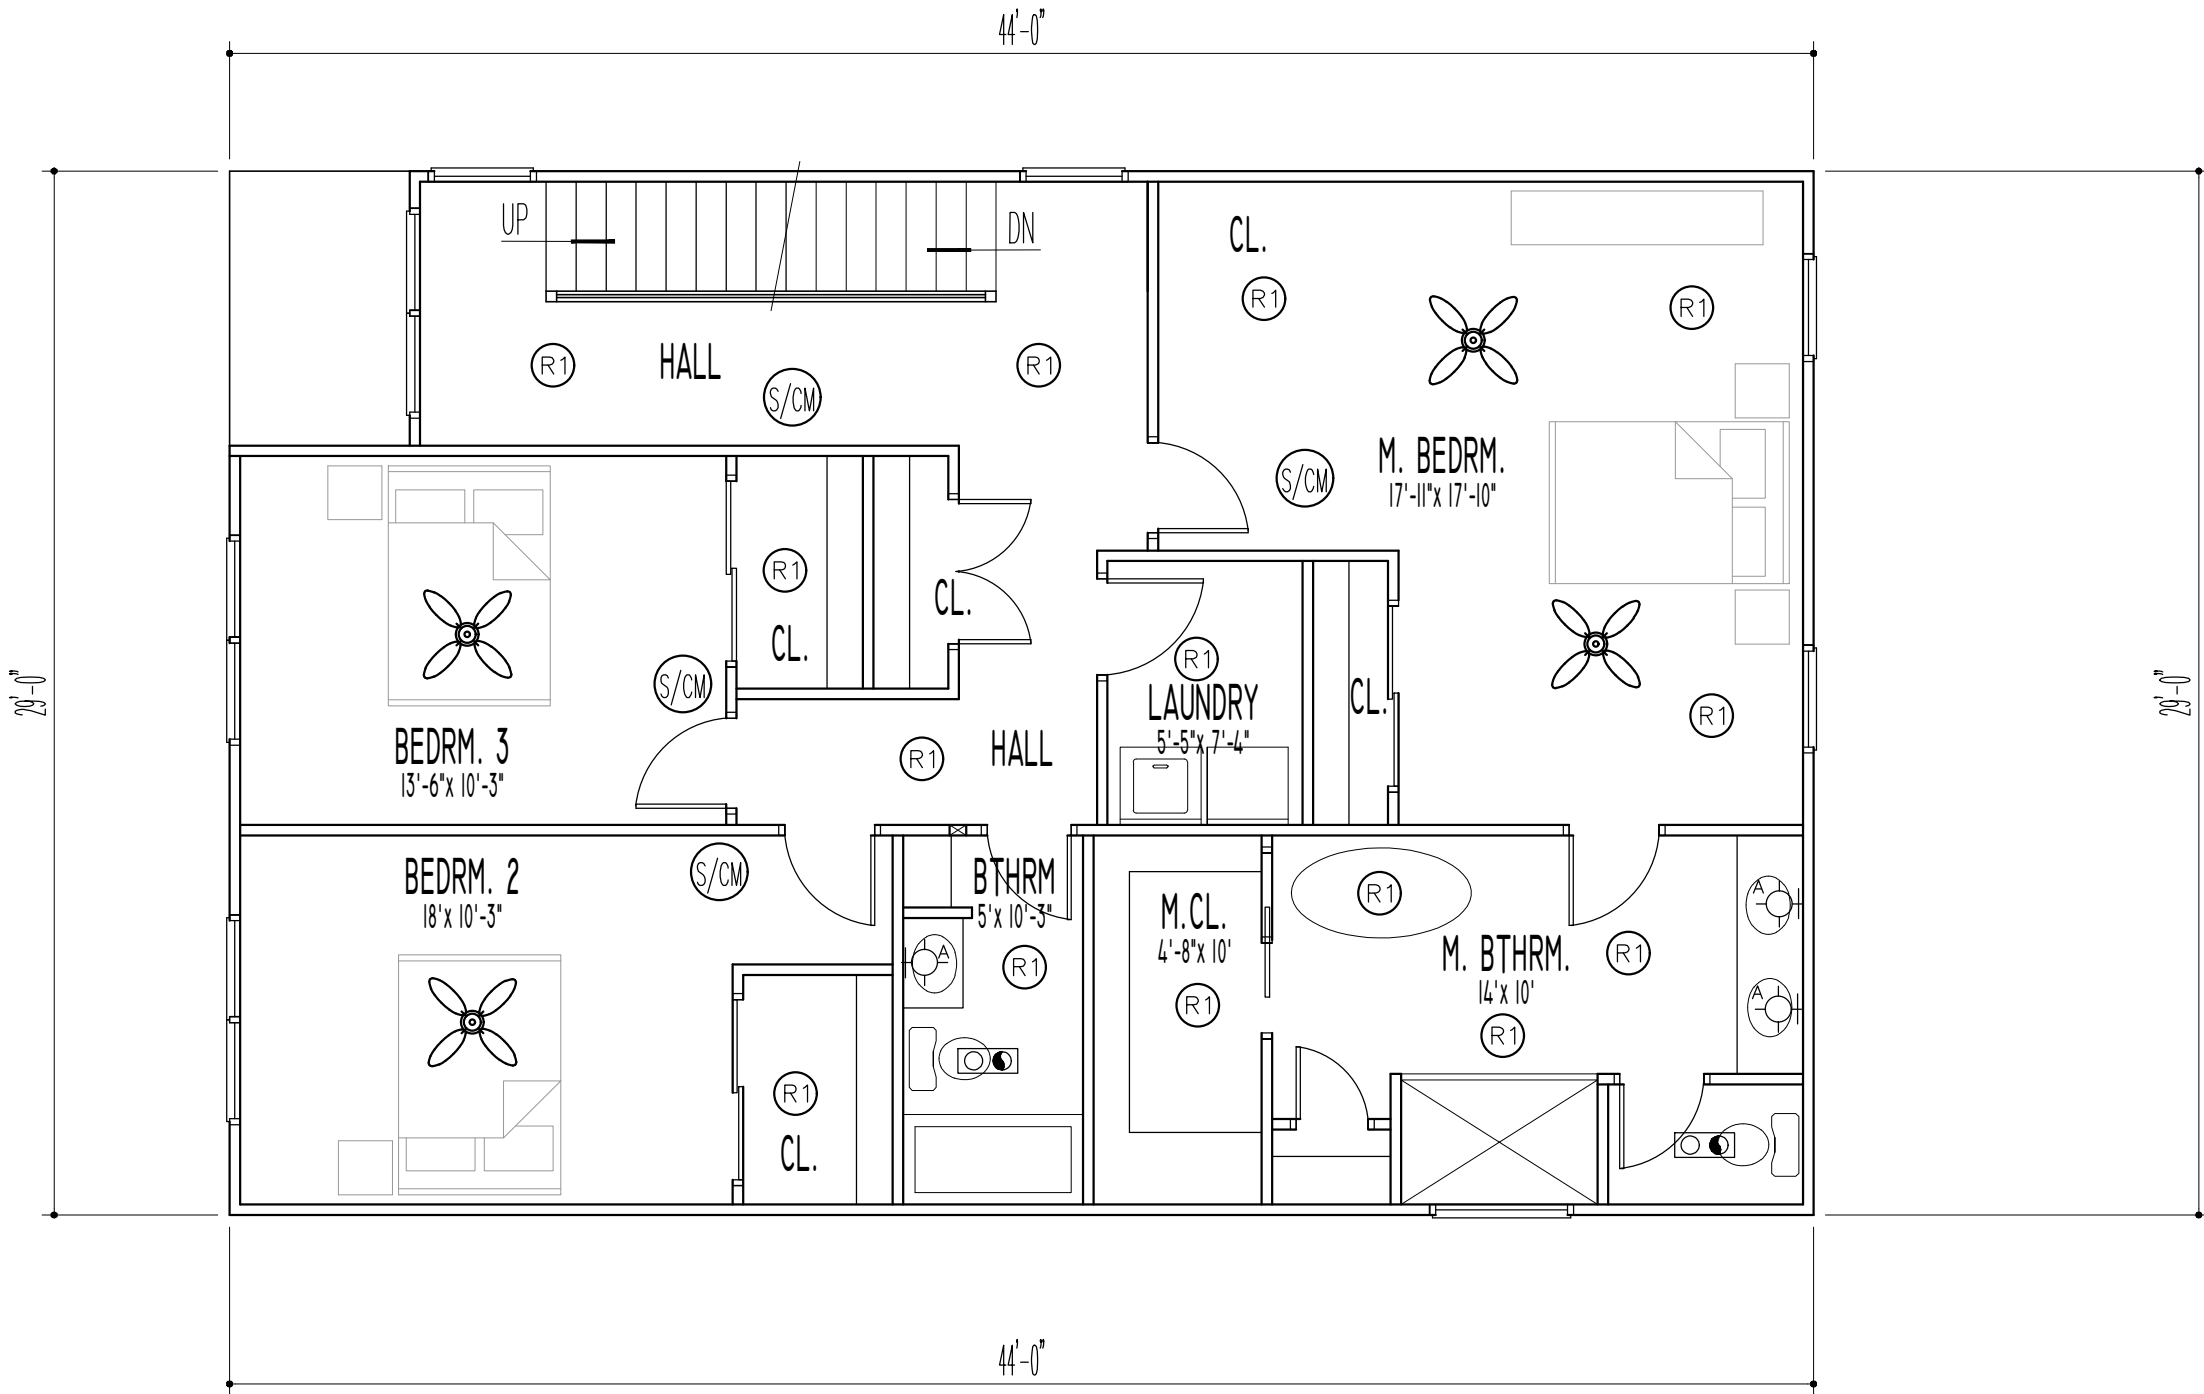 44'-0"
UP
DN
CL.
R1
R1
HALL
R1
R1
S/CM
M. BEDRM.
17'-11"x 17'-10"
S/CM
29'-0"
29'-0"
R1
CL.
CL.
S/CM
BEDRM. 3
13'-6"x 10'-3"
R1
HALL
R1
LAUNDRY
5'-5"x 7'-4"
CL.
R1
BEDRM. 2
18'x 10'-3"
S/CM
BTHRM
5'x 10'-3"
A
R1
M.CL.
4'-8"x 10'
R1
R1
M. BTHRM.
14'x 10'
R1
R1
A
A
R1
CL.
44'-0"